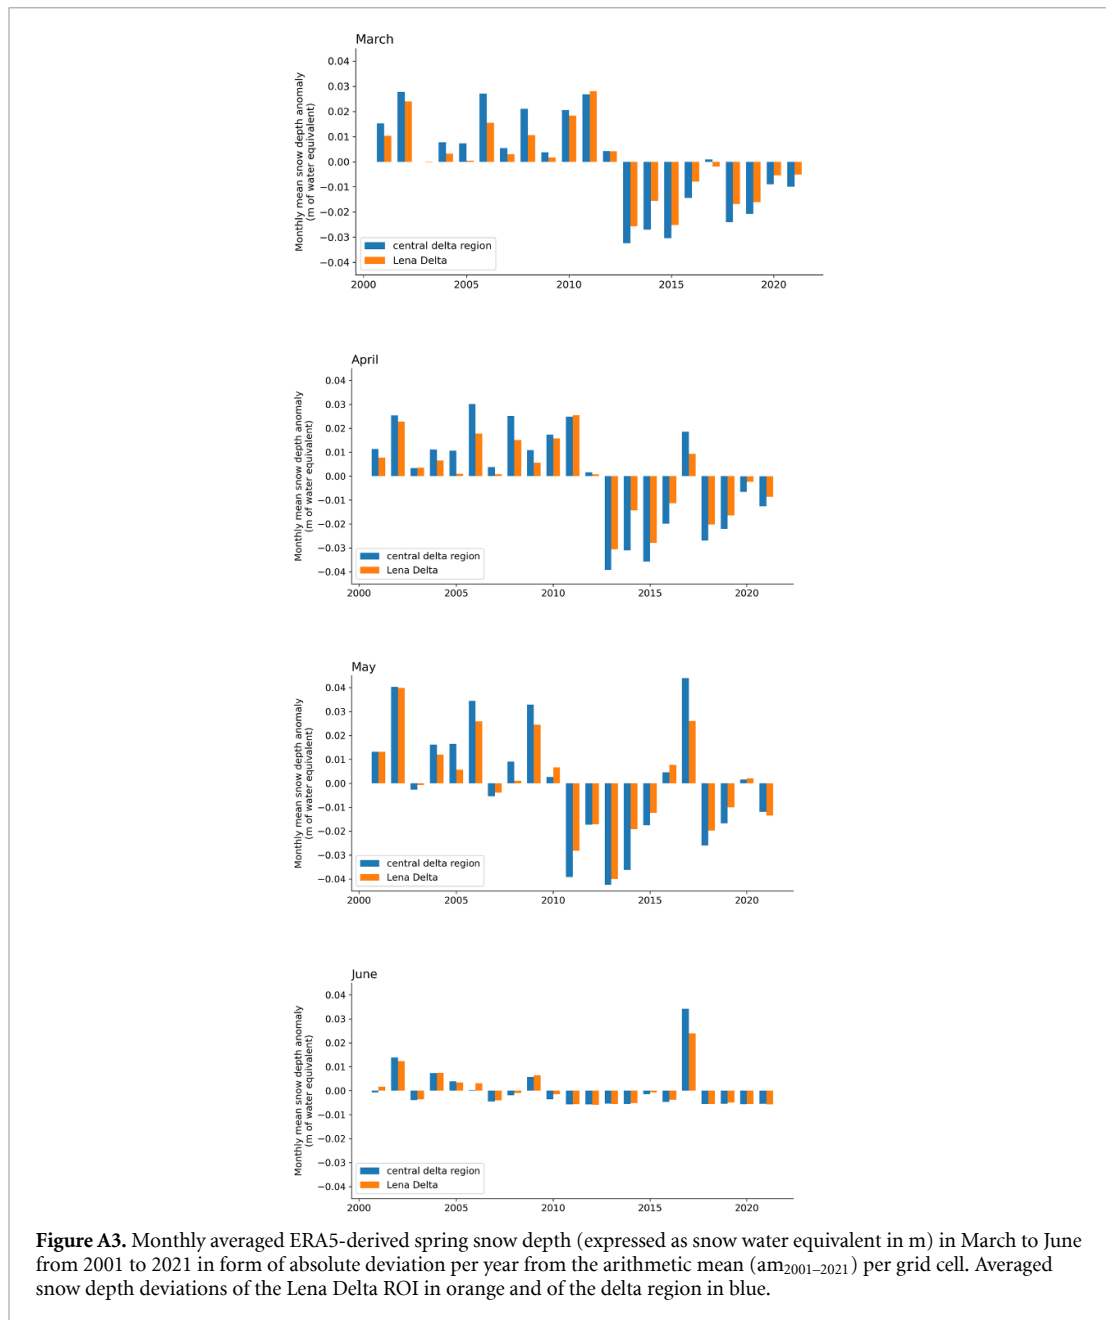 March
Monthly mean snow depth anomaly
(m of water equivalent)
0.04
0.03
0.02
0.01
0.00
−0.01
−0.02
−0.03
−0.04
central delta region
Lena Delta
2000 2005 2010 2015 2020
April
Monthly mean snow depth anomaly
(m of water equivalent)
0.04
0.03
0.02
0.01
0.00
−0.01
−0.02
−0.03
−0.04
central delta region
Lena Delta
2000 2005 2010 2015 2020
May
Monthly mean snow depth anomaly
(m of water equivalent)
0.04
0.03
0.02
0.01
0.00
−0.01
−0.02
−0.03
−0.04
central delta region
Lena Delta
2000 2005 2010 2015 2020
June
Monthly mean snow depth anomaly
(m of water equivalent)
0.04
0.03
0.02
0.01
0.00
−0.01
−0.02
−0.03
−0.04
central delta region
Lena Delta
2000 2005 2010 2015 2020
Figure A3. Monthly averaged ERA5-derived spring snow depth (expressed as snow water equivalent in m) in March to June
from 2001 to 2021 in form of absolute deviation per year from the arithmetic mean (am2001–2021) per grid cell. Averaged
snow depth deviations of the Lena Delta ROI in orange and of the delta region in blue.